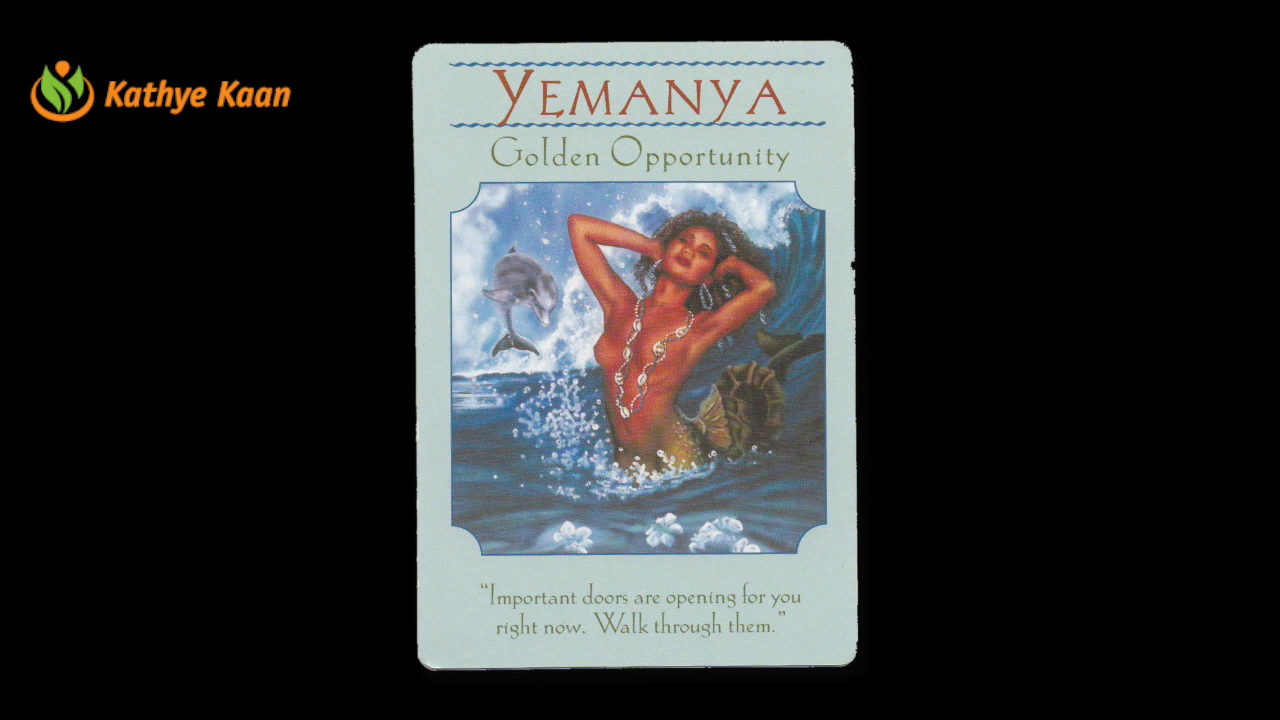 Kathye Kaan
YEMANYA
Golden Opportunity
“Important doors are opening for you
right now. Walk through them.”